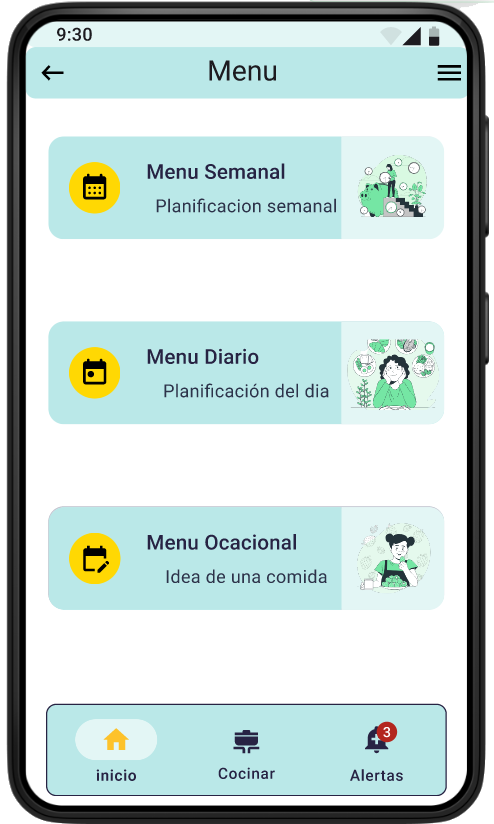 9:30
Menu
Menu Semanal
Planificacion semanal
Menu Diario
Planificación del dia
Menu Ocacional
Idea de una comida
3
inicio
Cocinar
Alertas